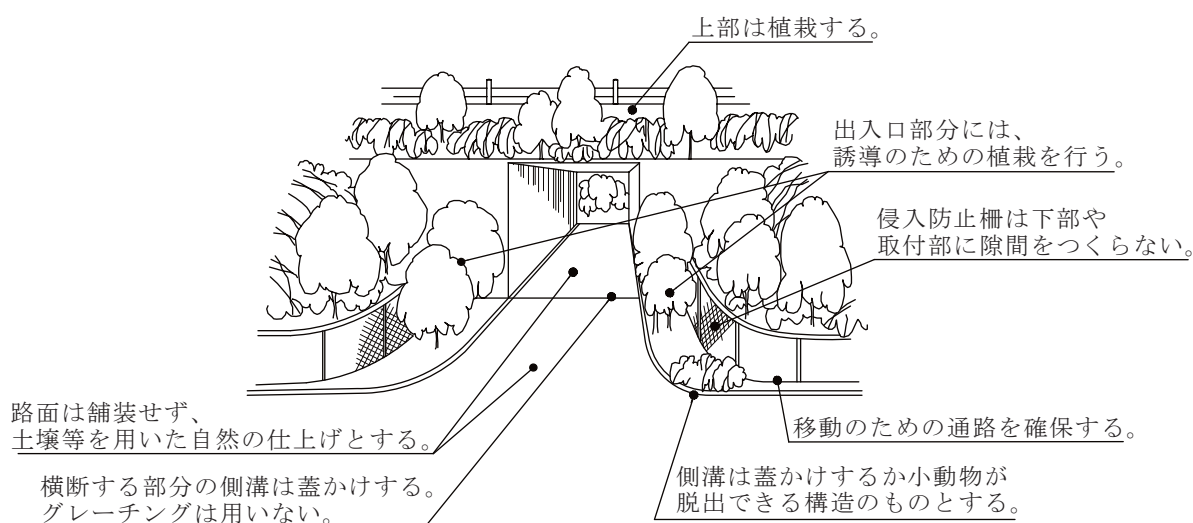 上部は植栽する。
出入口部分には、
誘導のための植栽を行う。
侵入防止柵は下部や
取付部に隙間をつくらない。
路面は舗装せず、
土壌等を用いた自然の仕上げとする。
移動のための通路を確保する。
横断する部分の側溝は蓋かけする。
グレーチングは用いない。
側溝は蓋かけするか小動物が
脱出できる構造のものとする。